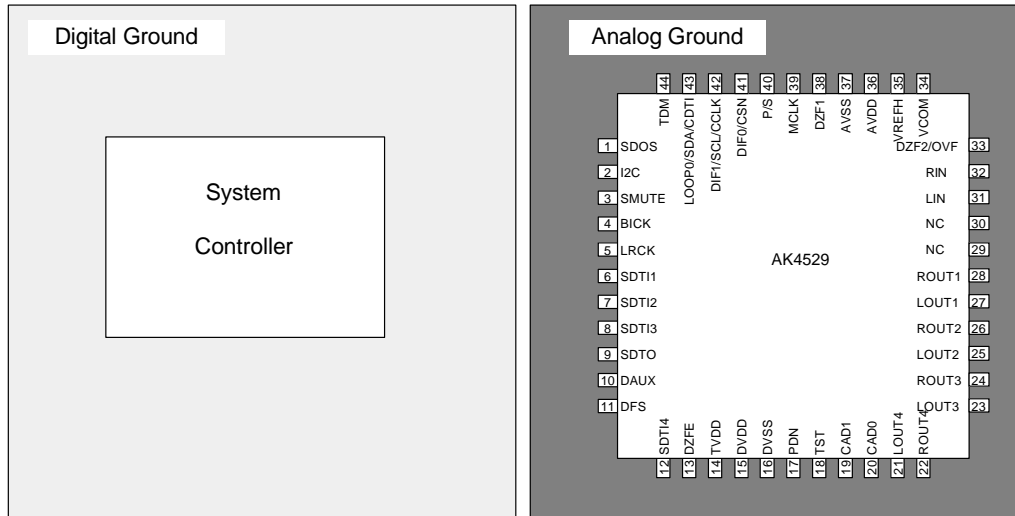 Digital Ground
System
Controller
Analog Ground
44 43 42 41 40 39 38 37 36 35 34
TDM LOOP0/SDA/CDTI DIF1/SCL/CCLK DIF0/CSN P/S MCLK DZF1 AVSS AVDD VREFH VCOM
1 SDOS
2 I2C
3 SMUTE
4 BICK
5 LRCK
6 SDTI1
7 SDTI2
8 SDTI3
9 SDTO
10 DAUX
11 DFS
AK4529
DZF2/OVF 33
RIN 32
LIN 31
NC 30
NC 29
ROUT1 28
LOUT1 27
ROUT2 26
LOUT2 25
ROUT3 24
LOUT3 23
SDTI4 DZFE TVDD DVDD DVSS PDN TST CAD1 CAD0 LOUT4 ROUT4
12 13 14 15 16 17 18 19 20 21 22